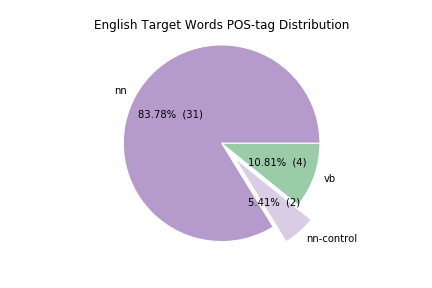 English Target Words POS-tag Distribution
nn
83.78% (31)
10.81% (4)
vb
5.41% (2)
nn-control